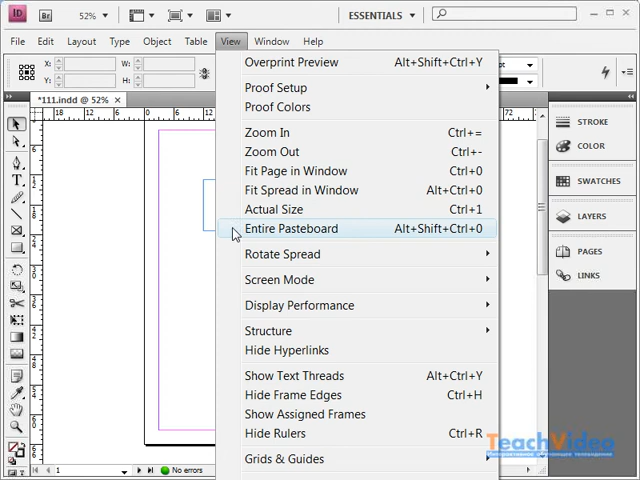 ID Br 52% ESSENTIALS
File Edit Layout Type Object Table View Window Help
X: W:
Y: H:
*111.indd @ 52%
Overprint Preview Alt+Shift+Ctrl+Y
Proof Setup
Proof Colors
Zoom In Ctrl+=
Zoom Out Ctrl+-
Fit Page in Window Ctrl+0
Fit Spread in Window Alt+Ctrl+0
Actual Size Ctrl+1
Entire Pasteboard Alt+Shift+Ctrl+0
Rotate Spread
Screen Mode
Display Performance
Structure
Hide Hyperlinks
Show Text Threads Alt+Ctrl+Y
Hide Frame Edges Ctrl+H
Show Assigned Frames
Hide Rulers Ctrl+R
Grids & Guides
STROKE
COLOR
SWATCHES
LAYERS
PAGES
LINKS
1 No errors
TeachVideo